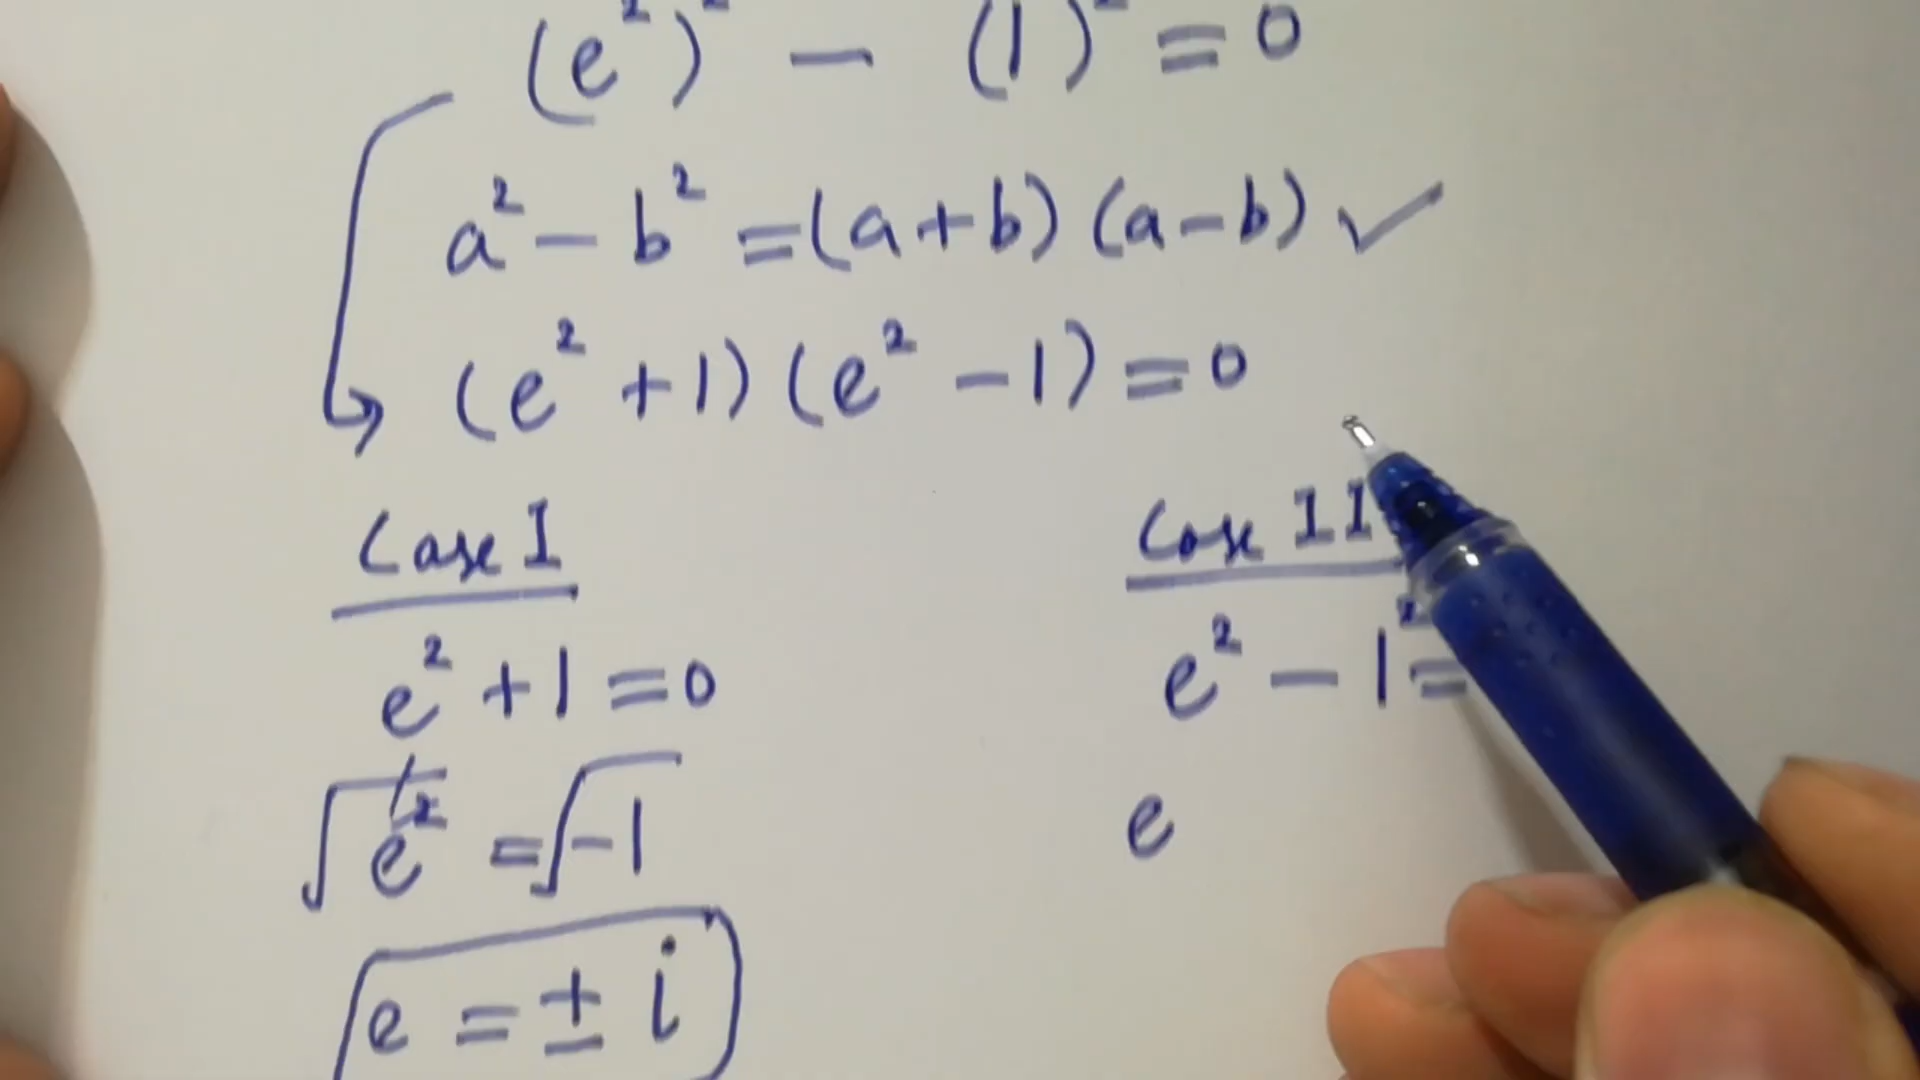 (e²)² − (1)² = 0
a² − b² = (a+b)(a−b) ✓
(e² + 1)(e² − 1) = 0
Case I
Case II
e² + 1 = 0
e² − 1² =
√e² = √−1
e
e = ± i